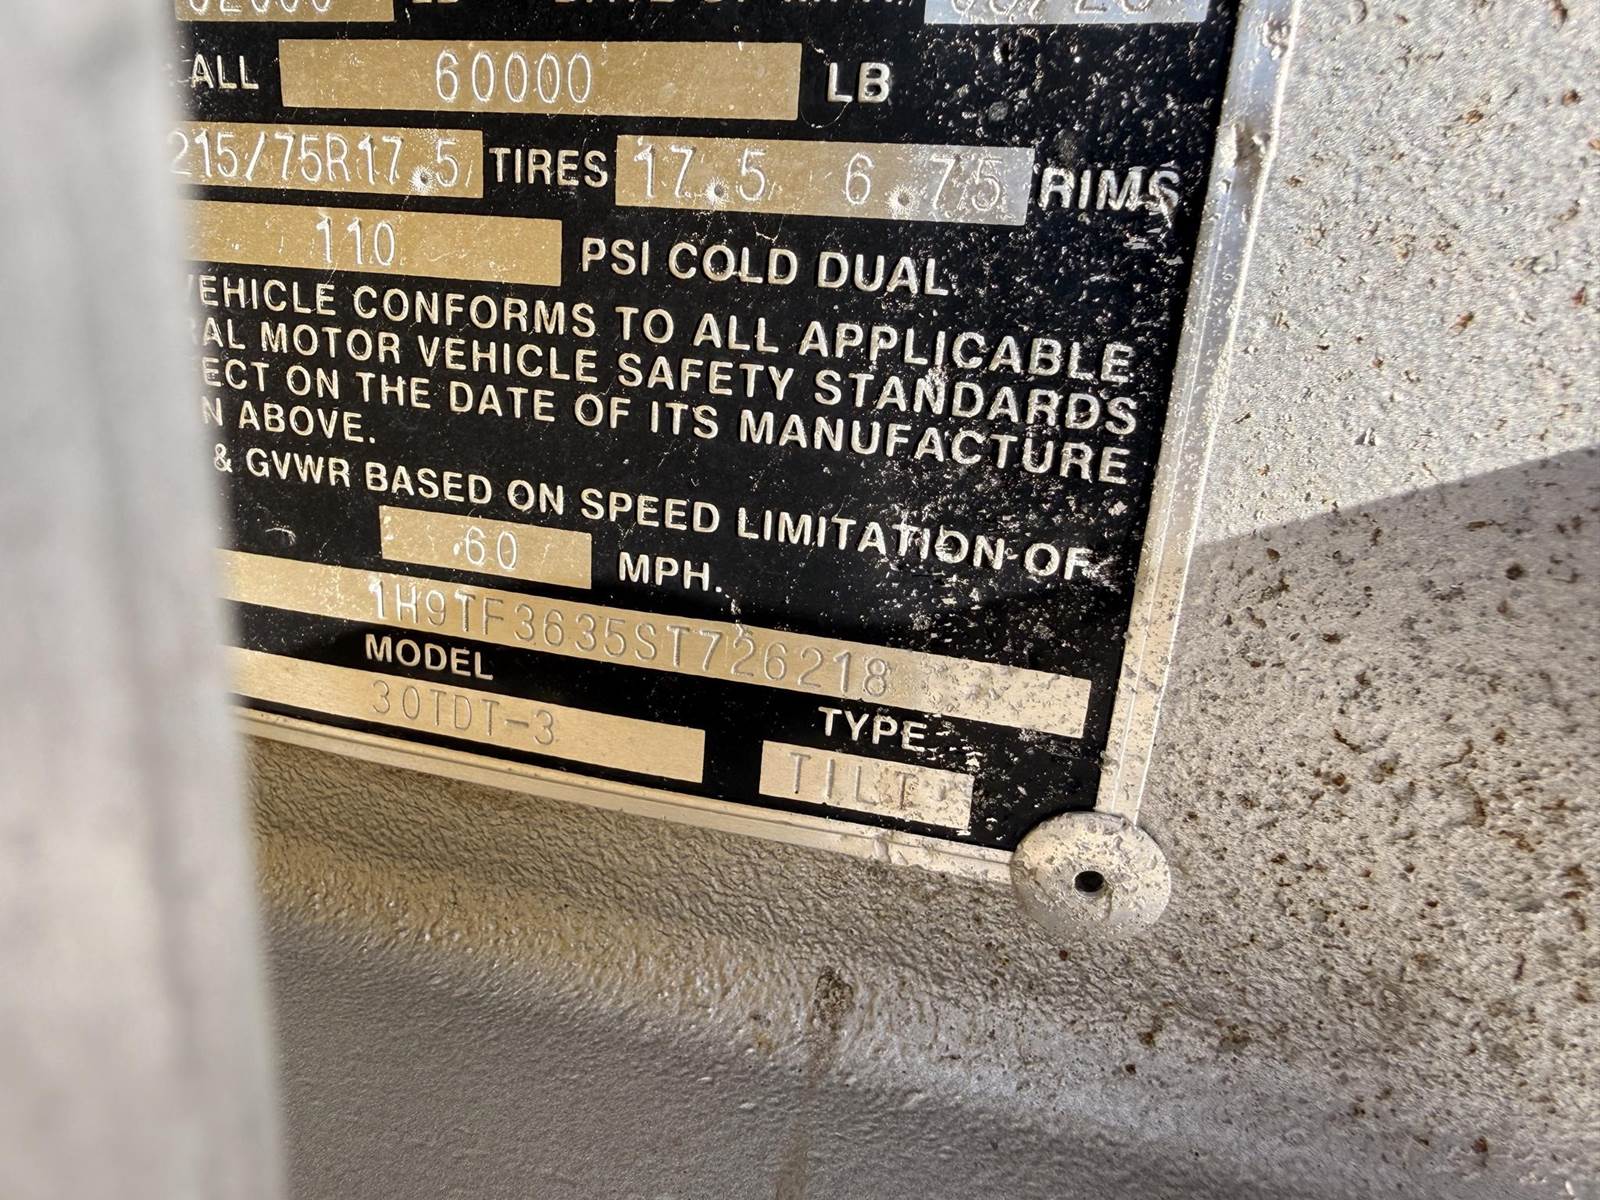 ALL 60000 LB
215/75R17.5 TIRES 17.5 6.75 RIMS
110 PSI COLD DUAL
VEHICLE CONFORMS TO ALL APPLICABLE
RAL MOTOR VEHICLE SAFETY STANDARDS
ECT ON THE DATE OF ITS MANUFACTURE
N ABOVE.
& GVWR BASED ON SPEED LIMITATION OF
60 MPH.
1H9TF3635ST726218
MODEL
TYPE
30TDT-3
TILT